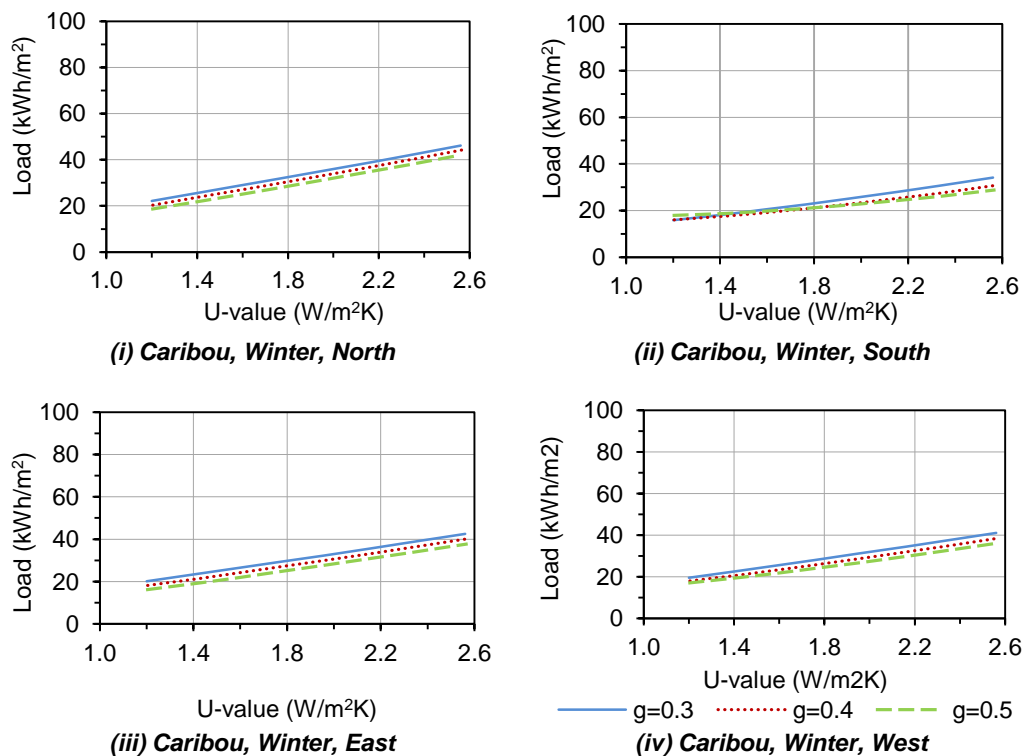 100
80
60
40
20
0
Load (kWh/m²)
1.0 1.4 1.8 2.2 2.6
U-value (W/m²K)
(i) Caribou, Winter, North
100
80
60
40
20
0
Load (kWh/m²)
1.0 1.4 1.8 2.2 2.6
U-value (W/m²K)
(ii) Caribou, Winter, South
100
80
60
40
20
0
Load (kWh/m²)
1.0 1.4 1.8 2.2 2.6
U-value (W/m²K)
(iii) Caribou, Winter, East
100
80
60
40
20
0
Load (kWh/m2)
1.0 1.4 1.8 2.2 2.6
U-value (W/m2K)
g=0.3 g=0.4 g=0.5
(iv) Caribou, Winter, West